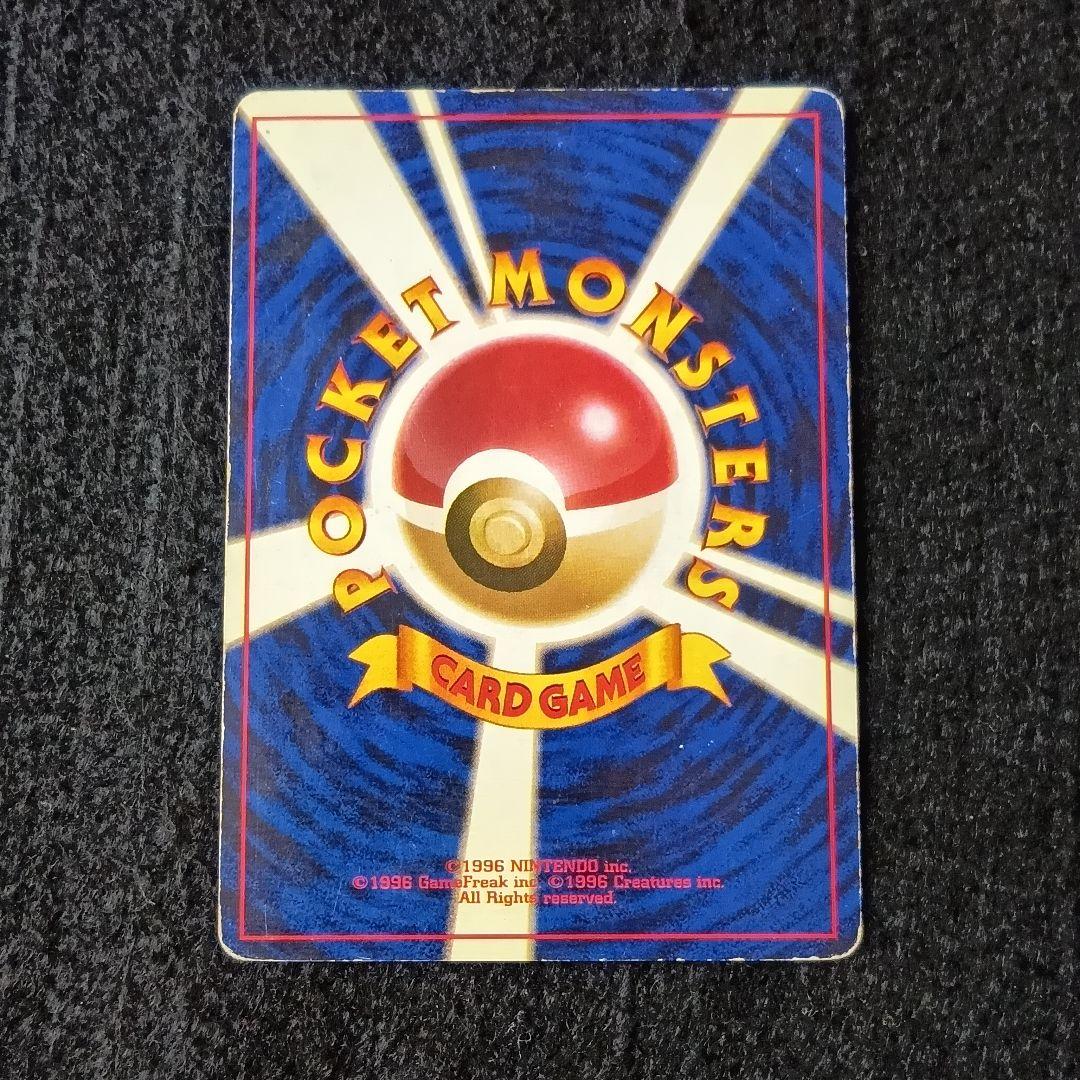 POCKET MONSTERS
CARD GAME
©1996 NINTENDO inc.
©1996 GameFreak inc. ©1996 Creatures inc.
All Rights reserved.